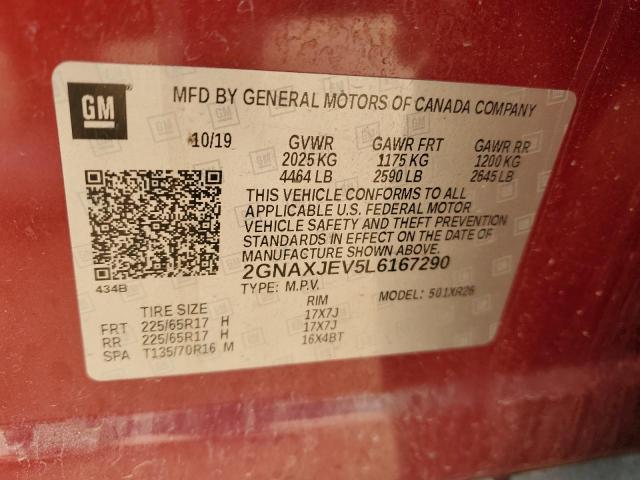 GM
MFD BY GENERAL MOTORS OF CANADA COMPANY
10/19 GVWR GAWR FRT GAWR RR
2025 KG 1175 KG 1200 KG
4464 LB 2590 LB 2645 LB
THIS VEHICLE CONFORMS TO ALL
APPLICABLE U.S. FEDERAL MOTOR
VEHICLE SAFETY AND THEFT PREVENTION
STANDARDS IN EFFECT ON THE DATE OF
MANUFACTURE SHOWN ABOVE.
434B
2GNAXJEV5L6167290
TYPE: M.P.V. MODEL: 501XR26
TIRE SIZE RIM
FRT 225/65R17 H 17X7J
RR 225/65R17 H 17X7J
SPA T135/70R16 M 16X4BT